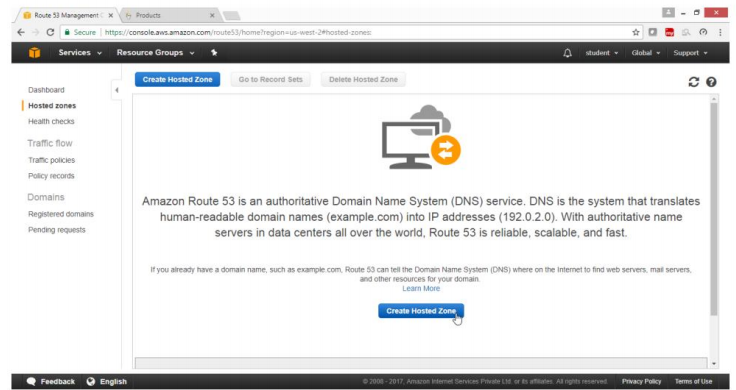 Route 53 Management C
Products
Secure | https://console.aws.amazon.com/route53/home?region=us-west-2#hosted-zones:
Services
Resource Groups
student
Global
Support
Create Hosted Zone
Go to Record Sets
Delete Hosted Zone
Dashboard
Hosted zones
Health checks
Traffic flow
Traffic policies
Policy records
Domains
Registered domains
Pending requests
Amazon Route 53 is an authoritative Domain Name System (DNS) service. DNS is the system that translates
human-readable domain names (example.com) into IP addresses (192.0.2.0). With authoritative name
servers in data centers all over the world, Route 53 is reliable, scalable, and fast.
If you already have a domain name, such as example.com, Route 53 can tell the Domain Name System (DNS) where on the Internet to find web servers, mail servers,
and other resources for your domain.
Learn More
Create Hosted Zone
Feedback
English
© 2008 - 2017, Amazon Internet Services Private Ltd. or its affiliates. All rights reserved.
Privacy Policy
Terms of Use